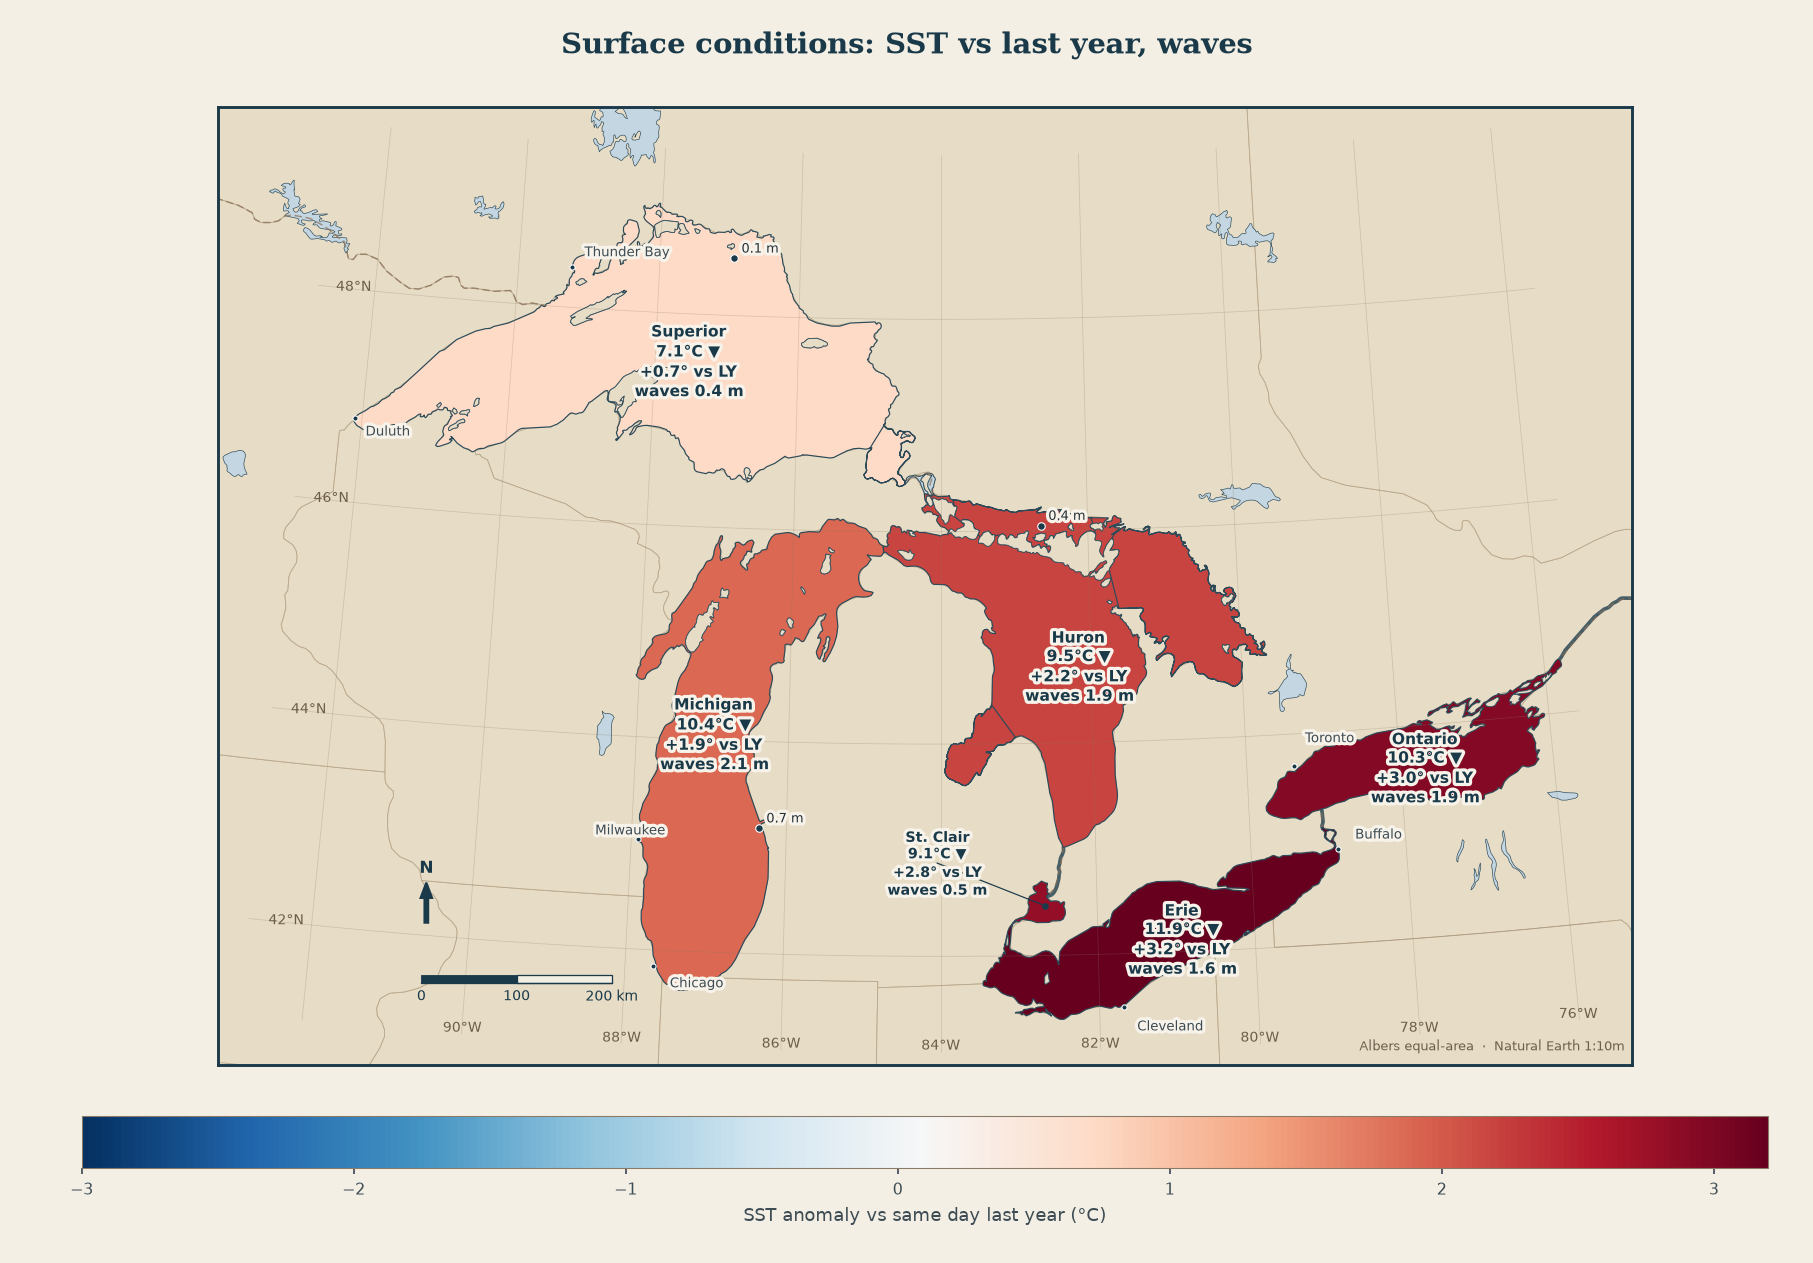 Surface conditions: SST vs last year, waves
Thunder Bay
0.1 m
48°N
Superior
7.1°C ▼
+0.7° vs LY
waves 0.4 m
Duluth
46°N
0.4 m
Huron
9.5°C ▼
+2.2° vs LY
waves 1.9 m
44°N
Michigan
10.4°C ▼
+1.9° vs LY
waves 2.1 m
Toronto
Ontario
10.3°C ▼
+3.0° vs LY
waves 1.9 m
0.7 m
Milwaukee
Buffalo
St. Clair
9.1°C ▼
+2.8° vs LY
waves 0.5 m
N
42°N
Erie
11.9°C ▼
+3.2° vs LY
waves 1.6 m
Chicago
0 100 200 km
Cleveland
90°W 88°W 86°W 84°W 82°W 80°W 78°W 76°W
Albers equal-area · Natural Earth 1:10m
−3 −2 −1 0 1 2 3
SST anomaly vs same day last year (°C)